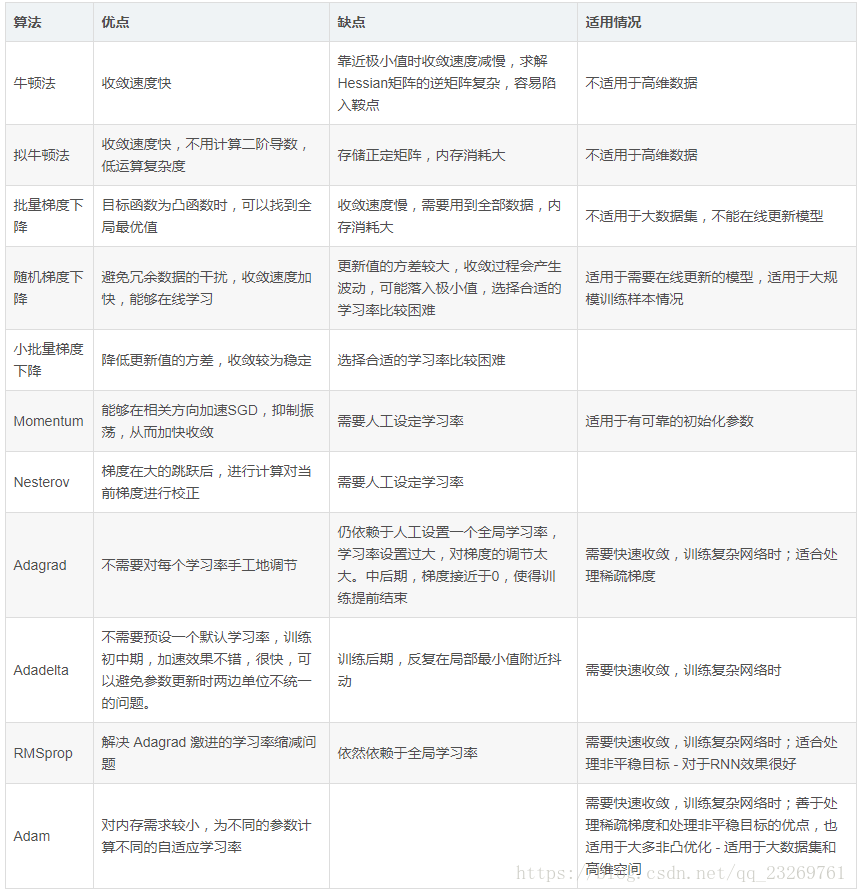 算法 优点 缺点 适用情况
牛顿法
收敛速度快
靠近极小值时收敛速度减慢，求解
Hessian矩阵的逆矩阵复杂，容易陷
入鞍点
不适用于高维数据
拟牛顿法
收敛速度快，不用计算二阶导数，
低运算复杂度
存储正定矩阵，内存消耗大
不适用于高维数据
批量梯度下
降
目标函数为凸函数时，可以找到全
局最优值
收敛速度慢，需要用到全部数据，内
存消耗大
不适用于大数据集，不能在线更新模型
随机梯度下
降
避免冗余数据的干扰，收敛速度加
快，能够在线学习
更新值的方差较大，收敛过程会产生
波动，可能落入极小值，选择合适的
学习率比较困难
适用于需要在线更新的模型，适用于大规
模训练样本情况
小批量梯度
下降
降低更新值的方差，收敛较为稳定
选择合适的学习率比较困难
Momentum
能够在相关方向加速SGD，抑制振
荡，从而加快收敛
需要人工设定学习率
适用于有可靠的初始化参数
Nesterov
梯度在大的跳跃后，进行计算对当
前梯度进行校正
需要人工设定学习率
Adagrad
不需要对每个学习率手工地调节
仍依赖于人工设置一个全局学习率，
学习率设置过大，对梯度的调节太
大。中后期，梯度接近于0，使得训
练提前结束
需要快速收敛，训练复杂网络时；适合处
理稀疏梯度
Adadelta
不需要预设一个默认学习率，训练
初中期，加速效果不错，很快，可
以避免参数更新时两边单位不统一
的问题。
训练后期，反复在局部最小值附近抖
动
需要快速收敛，训练复杂网络时
RMSprop
解决 Adagrad 激进的学习率缩减问
题
依然依赖于全局学习率
需要快速收敛，训练复杂网络时；适合处
理非平稳目标 - 对于RNN效果很好
Adam
对内存需求较小，为不同的参数计
算不同的自适应学习率
需要快速收敛，训练复杂网络时；善于处
理稀疏梯度和处理非平稳目标的优点，也
适用于大多非凸优化 - 适用于大数据集和
高维空间
https://blog.csdn.net/qq_23269761